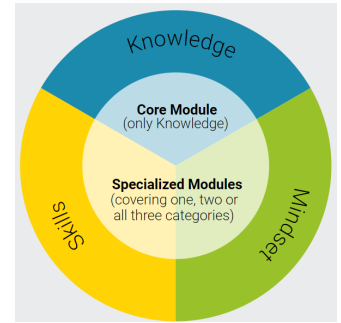 Knowledge
Core Module
(only Knowledge)
Specialized Modules
(covering one, two or
all three categories)
Skills
Mindset